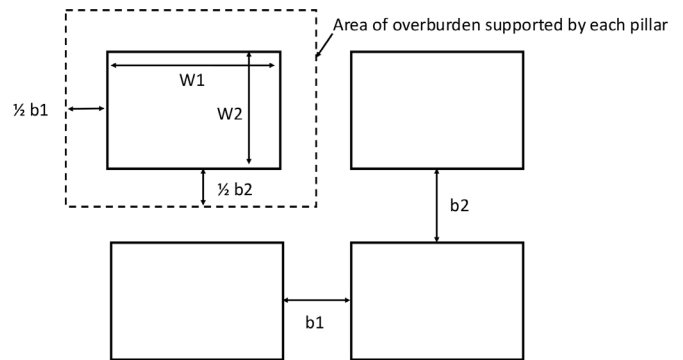 Area of overburden supported by each pillar
W1
W2
½ b1
½ b2
b2
b1